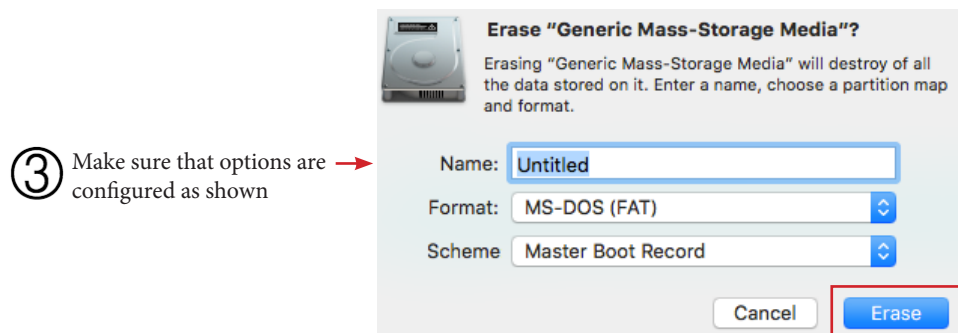 Erase “Generic Mass-Storage Media”?
Erasing “Generic Mass-Storage Media” will destroy of all
the data stored on it. Enter a name, choose a partition map
and format.
③ Make sure that options are
configured as shown
Name: Untitled
Format: MS-DOS (FAT)
Scheme Master Boot Record
Cancel Erase